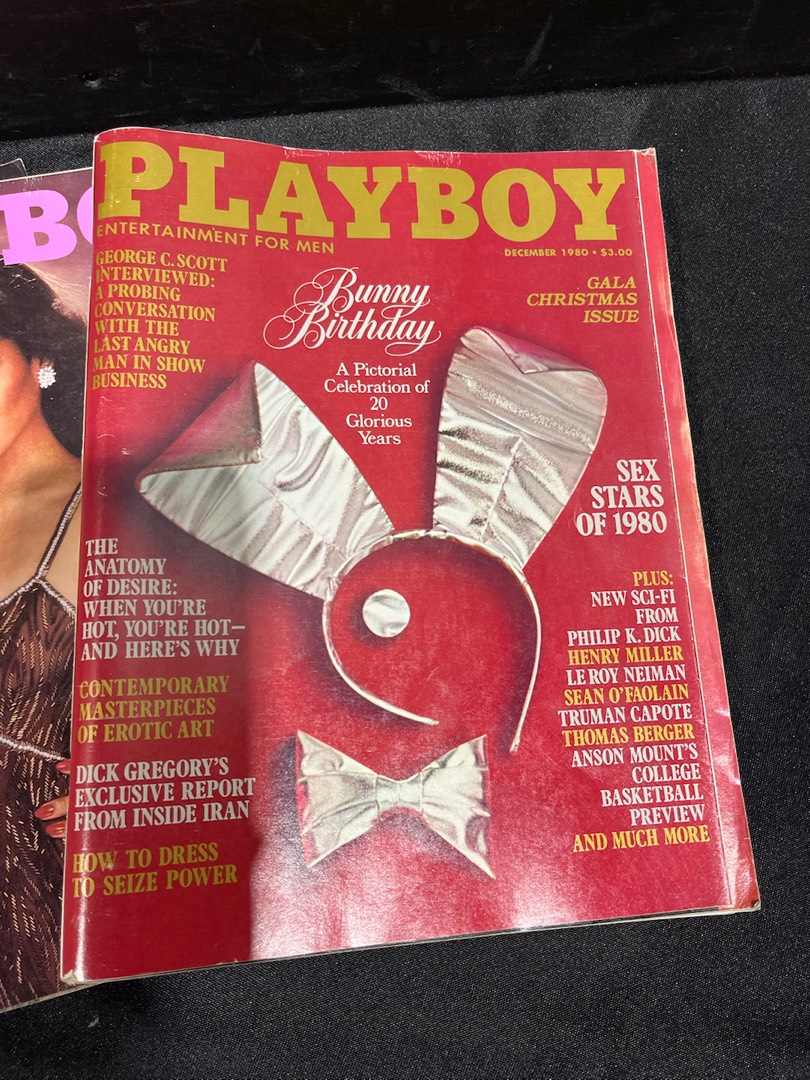 PLAYBOY
ENTERTAINMENT FOR MEN
DECEMBER 1980 • $3.00
GEORGE C. SCOTT
INTERVIEWED:
A PROBING
CONVERSATION
WITH THE
LAST ANGRY
MAN IN SHOW
BUSINESS
Bunny
Birthday
A Pictorial
Celebration of
20
Glorious
Years
GALA
CHRISTMAS
ISSUE
SEX
STARS
OF 1980
THE
ANATOMY
OF DESIRE:
WHEN YOU'RE
HOT, YOU'RE HOT—
AND HERE'S WHY
CONTEMPORARY
MASTERPIECES
OF EROTIC ART
DICK GREGORY'S
EXCLUSIVE REPORT
FROM INSIDE IRAN
HOW TO DRESS
TO SEIZE POWER
PLUS:
NEW SCI-FI
FROM
PHILIP K. DICK
HENRY MILLER
LEROY NEIMAN
SEAN O'FAOLAIN
TRUMAN CAPOTE
THOMAS BERGER
ANSON MOUNT'S
COLLEGE
BASKETBALL
PREVIEW
AND MUCH MORE
BO